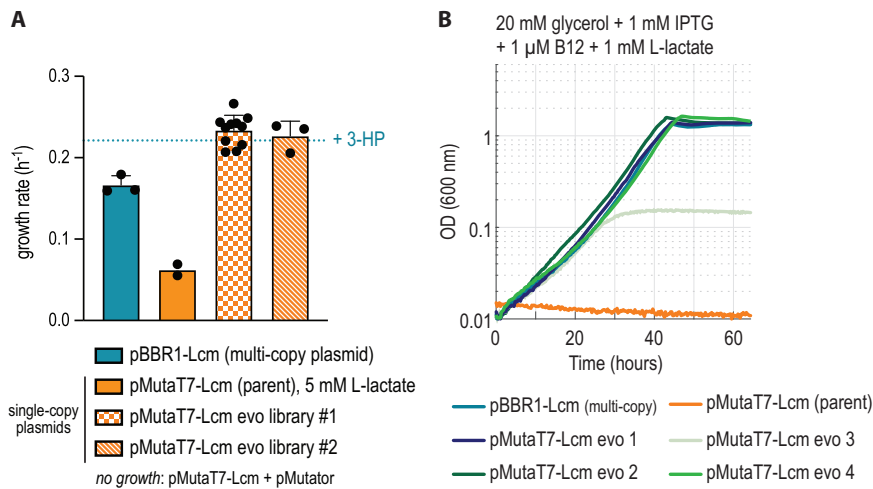 A
growth rate (h-1)
0.3
0.2
0.1
0.0
+ 3-HP
pBBR1-Lcm (multi-copy plasmid)
single-copy
plasmids
pMutaT7-Lcm (parent), 5 mM L-lactate
pMutaT7-Lcm evo library #1
pMutaT7-Lcm evo library #2
no growth: pMutaT7-Lcm + pMutator
B
20 mM glycerol + 1 mM IPTG
+ 1 µM B12 + 1 mM L-lactate
OD (600 nm)
1
0.1
0.01
0
20
40
60
Time (hours)
pBBR1-Lcm (multi-copy)
pMutaT7-Lcm (parent)
pMutaT7-Lcm evo 1
pMutaT7-Lcm evo 3
pMutaT7-Lcm evo 2
pMutaT7-Lcm evo 4